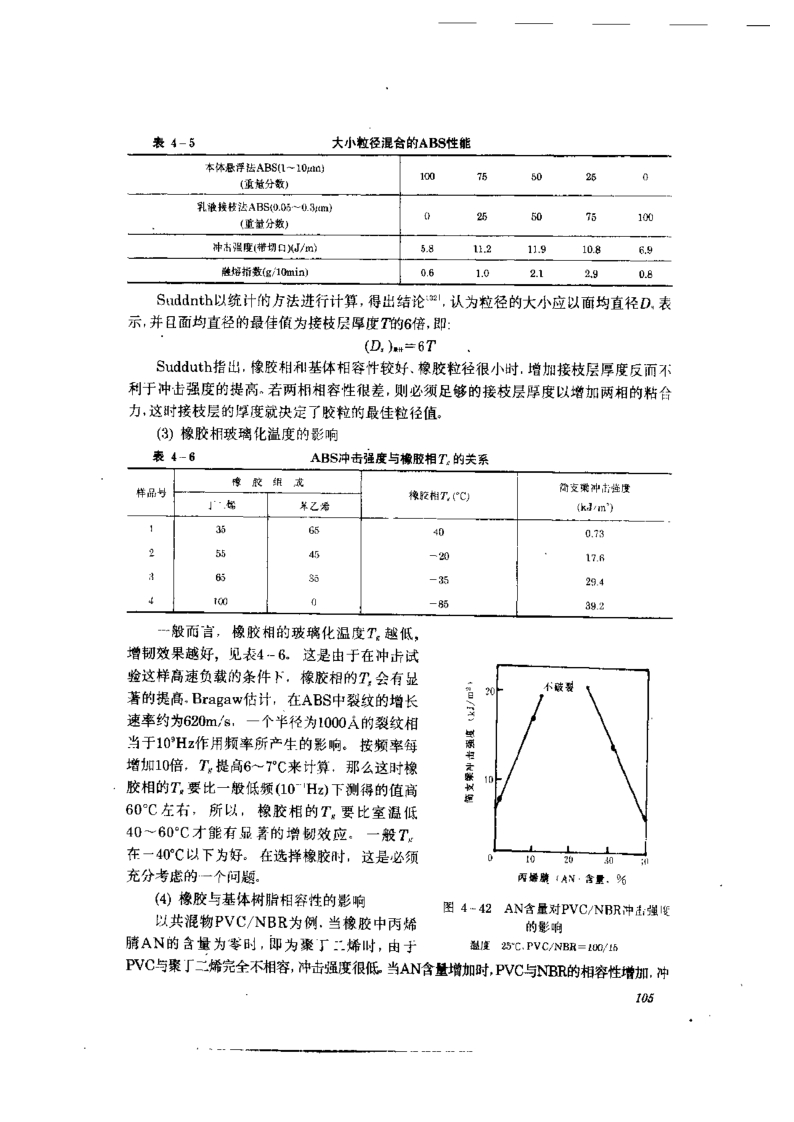 表 4-5 大小粒径混合的ABS性能
本体悬浮法ABS(1~10μm)
(重量分数) 100 75 50 25 0
乳液接枝法ABS(0.05~0.3μm)
(重量分数) 0 25 50 75 100
冲击强度(带切口)(J/m) 5.8 11.2 11.9 10.8 6.9
融熔指数(g/10min) 0.6 1.0 2.1 2.9 0.8
Suddnth以统计的方法进行计算,得出结论[32],认为粒径的大小应以面均直径Ds表
示,并且面均直径的最佳值为接枝层厚度T的6倍,即:
(Ds)最佳=6T
Sudduth指出,橡胶相和基体相容性较好、橡胶粒径很小时,增加接枝层厚度反而不
利于冲击强度的提高。若两相相容性很差,则必须足够的接枝层厚度以增加两相的粘合
力,这时接枝层的厚度就决定了胶粒的最佳粒径值。
(3) 橡胶相玻璃化温度的影响
表 4-6 ABS冲击强度与橡胶相Tg的关系
样品号 橡胶组成 橡胶相Tg(°C) 简支梁冲击强度
丁二烯 苯乙烯 (kJ/m²)
1 35 65 40 0.73
2 55 45 -20 17.6
3 65 35 -35 29.4
4 100 0 -85 39.2
一般而言,橡胶相的玻璃化温度Tg越低,
增韧效果越好,见表4-6。这是由于在冲击试
验这样高速负载的条件下,橡胶相的Tg会有显
著的提高。Bragaw估计,在ABS中裂纹的增长
速率约为620m/s,一个半径为1000Å的裂纹相
当于10⁹Hz作用频率所产生的影响。按频率每
增加10倍,Tg提高6~7°C来计算,那么这时橡
胶相的Tg要比一般低频(10⁻¹Hz)下测得的值高
60°C左右,所以,橡胶相的Tg要比室温低
40~60°C才能有显著的增韧效应。一般Tg
在-40°C以下为好。在选择橡胶时,这是必须
充分考虑的一个问题。
(4) 橡胶与基体树脂相容性的影响
以共混物PVC/NBR为例,当橡胶中丙烯
腈AN的含量为零时,即为聚丁二烯时,由于
PVC与聚丁二烯完全不相容,冲击强度很低。当AN含量增加时,PVC与NBR的相容性增加,冲
简支梁冲击强度 (kJ/m²)
20
10
不破裂
0 10 20 30
丙烯腈(AN)含量,%
图 4-42 AN含量对PVC/NBR冲击强度
的影响
温度 25°C,PVC/NBR=100/15
105